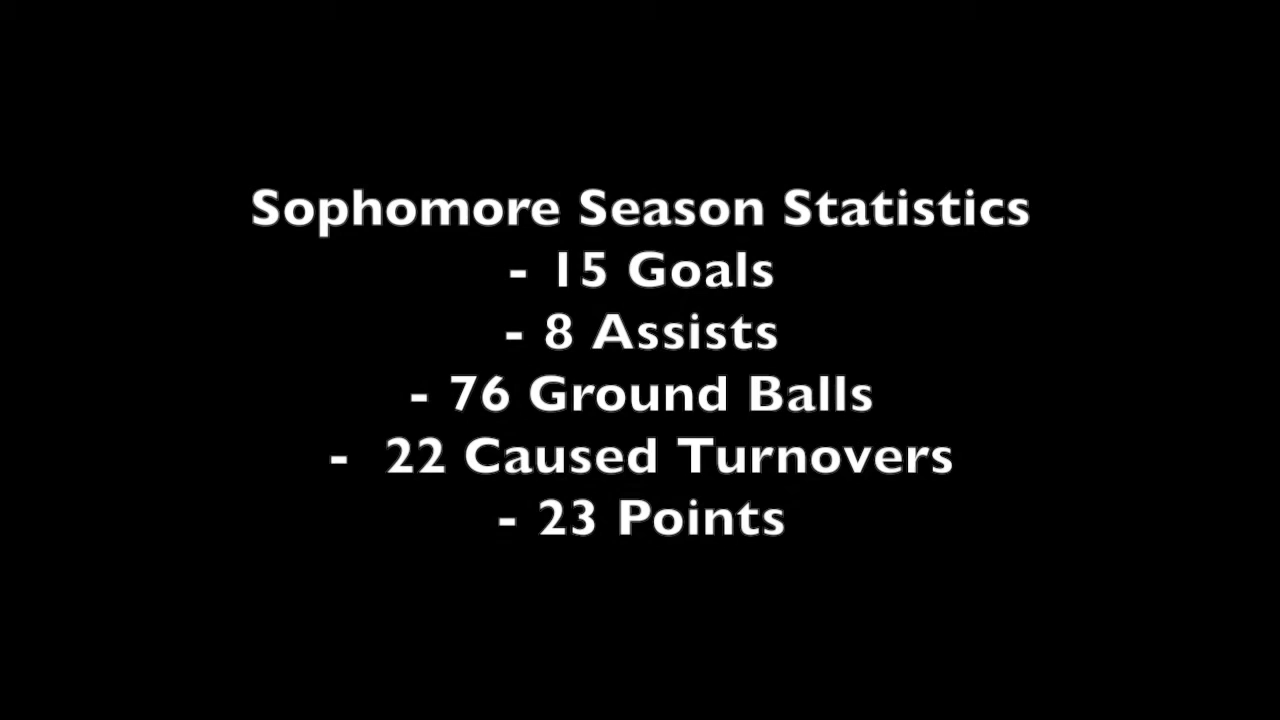 Sophomore Season Statistics
- 15 Goals
- 8 Assists
- 76 Ground Balls
-  22 Caused Turnovers
- 23 Points